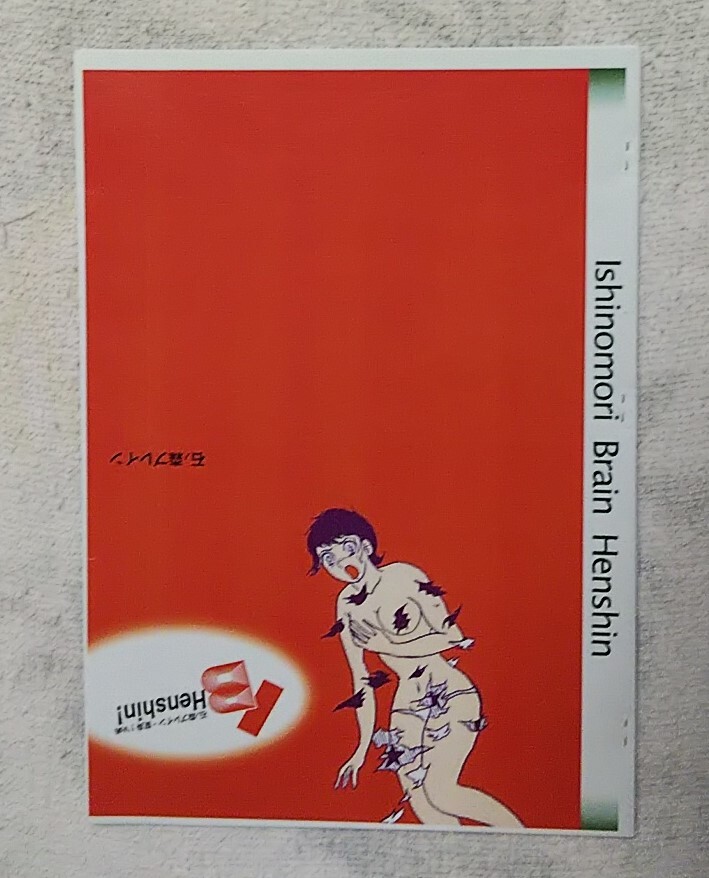 Ishinomori Brain Henshin
石ノ森ブレイン
Henshin!